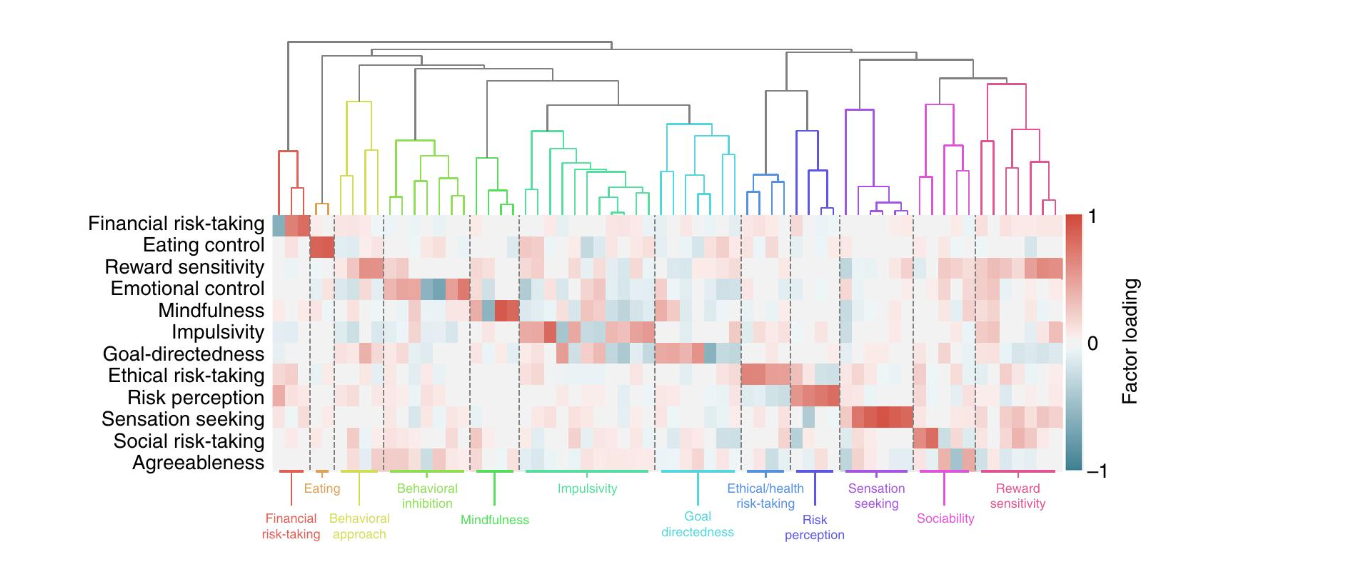 Financial risk-taking
Eating control
Reward sensitivity
Emotional control
Mindfulness
Impulsivity
Goal-directedness
Ethical risk-taking
Risk perception
Sensation seeking
Social risk-taking
Agreeableness
1
0
−1
Factor loading
Financial
risk-taking
Eating
Behavioral
approach
Behavioral
inhibition
Mindfulness
Impulsivity
Goal
directedness
Ethical/health
risk-taking
Risk
perception
Sensation
seeking
Sociability
Reward
sensitivity